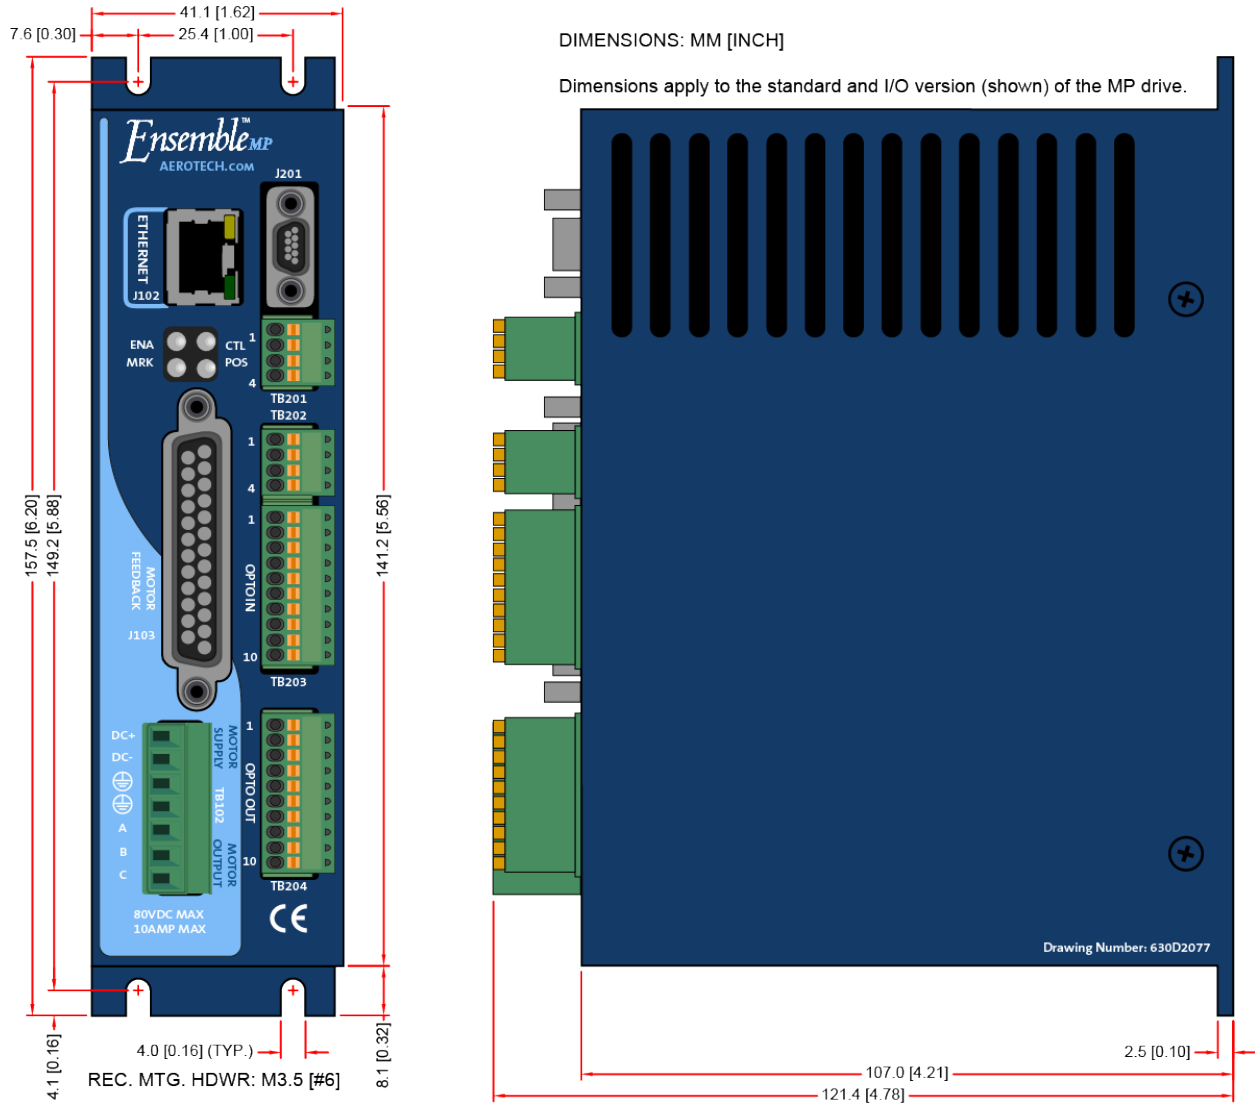 41.1 [1.62]
7.6 [0.30]
25.4 [1.00]
DIMENSIONS: MM [INCH]
Dimensions apply to the standard and I/O version (shown) of the MP drive.
Ensemble™ MP
AEROTECH.com
J201
ETHERNET
J102
ENA
CTL
MRK
POS
1
4
TB201
TB202
1
4
1
OPTO IN
10
TB203
MOTOR
FEEDBACK
J103
157.5 [6.20]
149.2 [5.88]
141.2 [5.56]
DC+
DC-
A
B
C
MOTOR
SUPPLY
TB102
MOTOR
OUTPUT
1
OPTO OUT
10
TB204
80VDC MAX
10AMP MAX
CE
Drawing Number: 630D2077
4.1 [0.16]
4.0 [0.16] (TYP.)
8.1 [0.32]
REC. MTG. HDWR: M3.5 [#6]
2.5 [0.10]
107.0 [4.21]
121.4 [4.78]